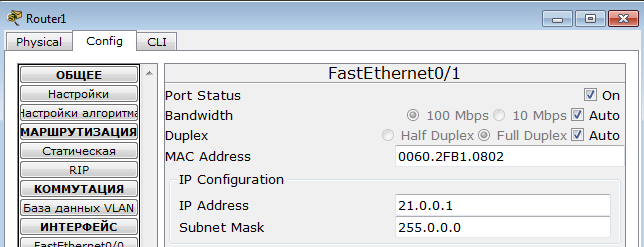 Router1
Physical Config CLI
ОБЩЕЕ
Настройки
Настройки алгоритма
МАРШРУТИЗАЦИЯ
Статическая
RIP
КОММУТАЦИЯ
База данных VLAN
ИНТЕРФЕЙС
FastEthernet0/0
FastEthernet0/1
Port Status On
Bandwidth 100 Mbps 10 Mbps Auto
Duplex Half Duplex Full Duplex Auto
MAC Address 0060.2FB1.0802
IP Configuration
IP Address 21.0.0.1
Subnet Mask 255.0.0.0